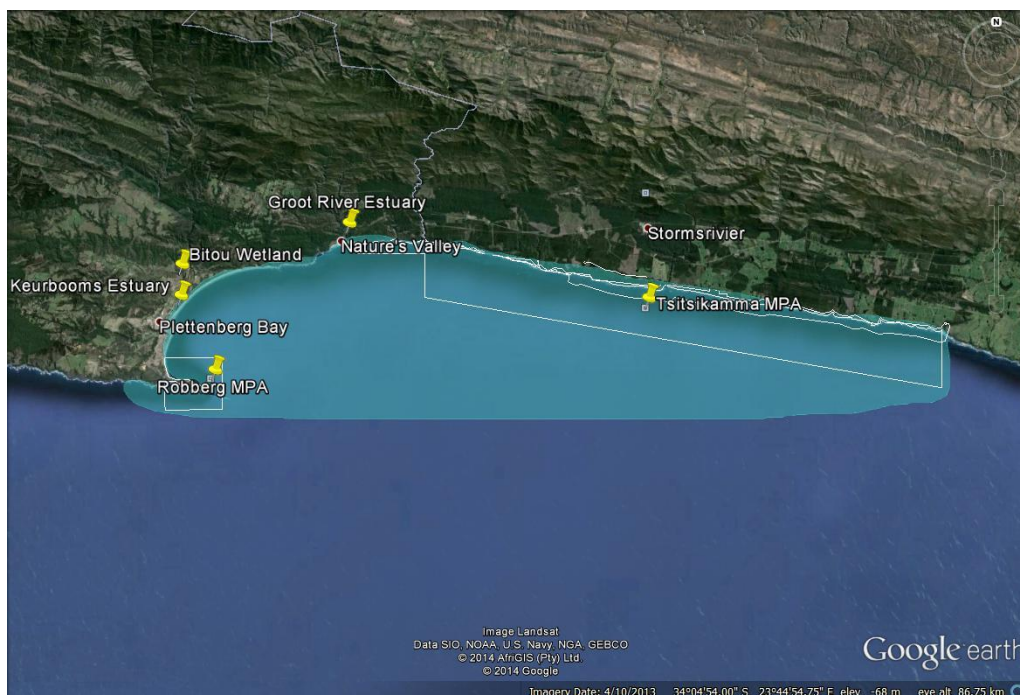 N
Groot River Estuary
Stormsrivier
Nature's Valley
Bitou Wetland
Keurbooms Estuary
Tsitsikamma MPA
Plettenberg Bay
Robberg MPA
Image Landsat
Data SIO, NOAA, U.S. Navy, NGA, GEBCO
© 2014 AfriGIS (Pty) Ltd.
© 2014 Google
Google earth
Imagery Date: 4/10/2013 34°04'54.00" S 23°44'54.75" E elev -68 m eye alt 86.75 km